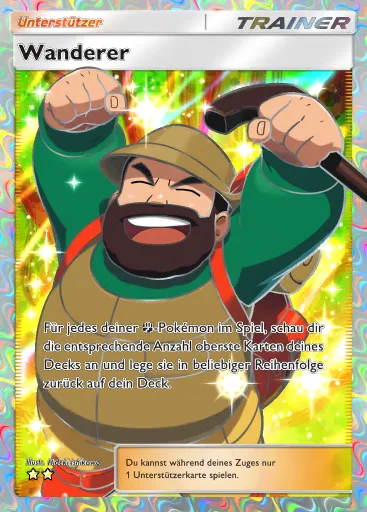 Unterstützer
TRAINER
Wanderer
Für jedes deiner Pokémon im Spiel, schau dir
die entsprechende Anzahl oberste Karten deines
Decks an und lege sie in beliebiger Reihenfolge
zurück auf dein Deck.
Illus.
Du kannst während deines Zuges nur
1 Unterstützerkarte spielen.